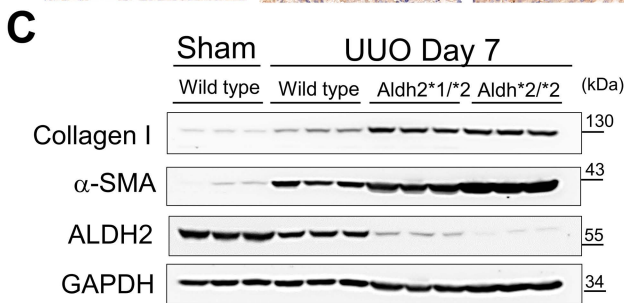 C
Sham UUO Day 7
Wild type Wild type Aldh2*1/*2 Aldh*2/*2 (kDa)
Collagen I 130
α-SMA 43
ALDH2 55
GAPDH 34